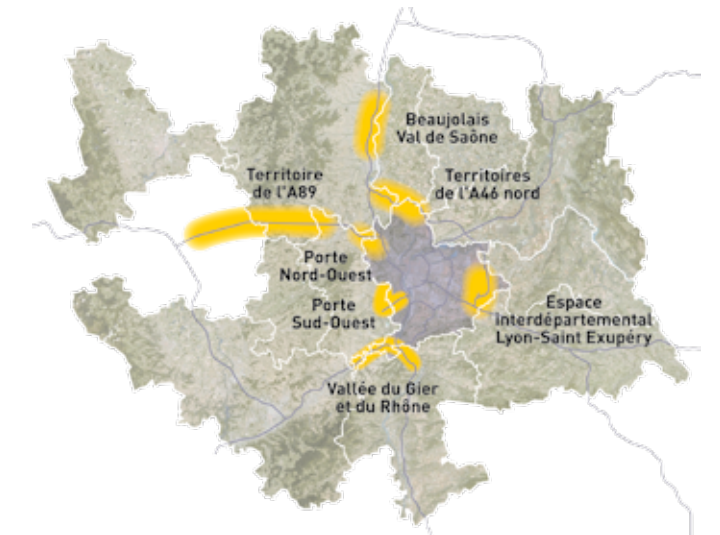 Beaujolais
Val de Saône
Territoire
de l'A89
Territoires
de l'A46 nord
Porte
Nord-Ouest
Porte
Sud-Ouest
Espace
interdépartemental
Lyon-Saint Exupéry
Vallée du Gier
et du Rhône